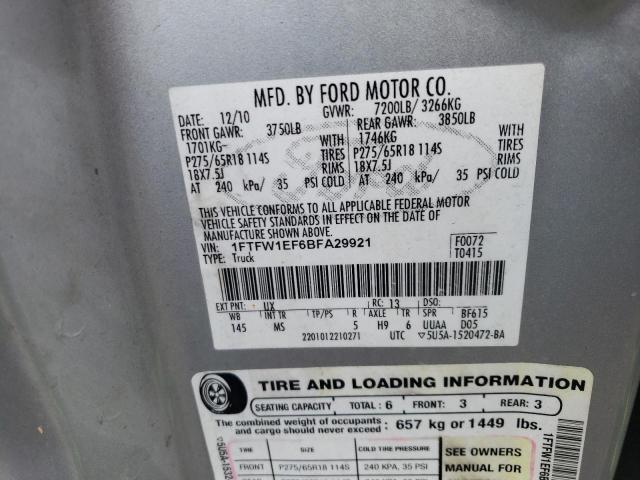 MFD. BY FORD MOTOR CO.
DATE: 12/10 GVWR: 7200LB/ 3266KG
FRONT GAWR: 3750LB REAR GAWR: 3850LB
1701KG WITH 1746KG WITH
P275/65R18 114S TIRES P275/65R18 114S TIRES
18X7.5J RIMS 18X7.5J RIMS
AT 240 kPa/ 35 PSI COLD AT 240 kPa/ 35 PSI COLD
THIS VEHICLE CONFORMS TO ALL APPLICABLE FEDERAL MOTOR
VEHICLE SAFETY STANDARDS IN EFFECT ON THE DATE OF
MANUFACTURE SHOWN ABOVE.
VIN: 1FTFW1EF6BFA29921 F0072
TYPE: Truck T0415
EXT PNT: UX RC: 13 DSO:
WB INT TR TP/PS R AXLE TR SPR BF615
145 MS 5 H9 6 UUAA D05
2201012210271 UTC ▽5U5A-1520472-BA
TIRE AND LOADING INFORMATION
SEATING CAPACITY TOTAL: 6 FRONT: 3 REAR: 3
The combined weight of occupants and cargo should never exceed: 657 kg or 1449 lbs.
TIRE SIZE COLD TIRE PRESSURE SEE OWNERS
FRONT P275/65R18 114S 240 KPA, 35 PSI MANUAL FOR
▽5U5A-1532
1FTFW1EF6B